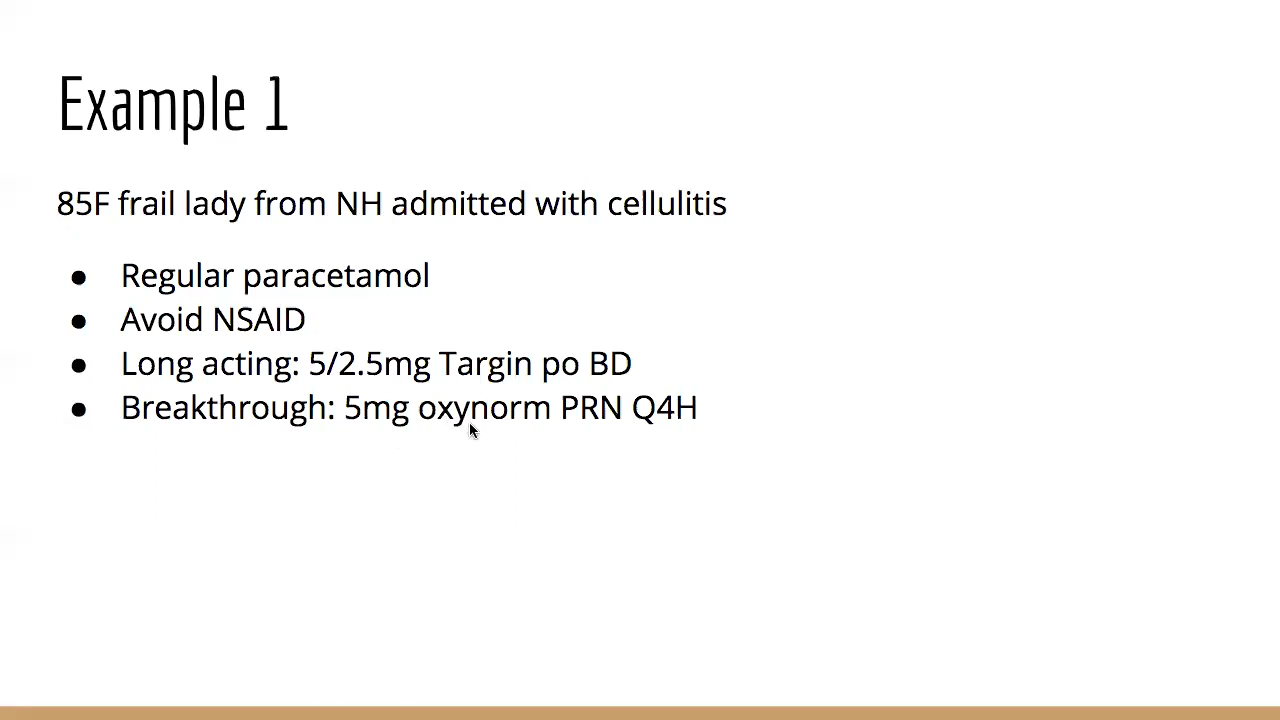 Example 1
85F frail lady from NH admitted with cellulitis
● Regular paracetamol
● Avoid NSAID
● Long acting: 5/2.5mg Targin po BD
● Breakthrough: 5mg oxynorm PRN Q4H